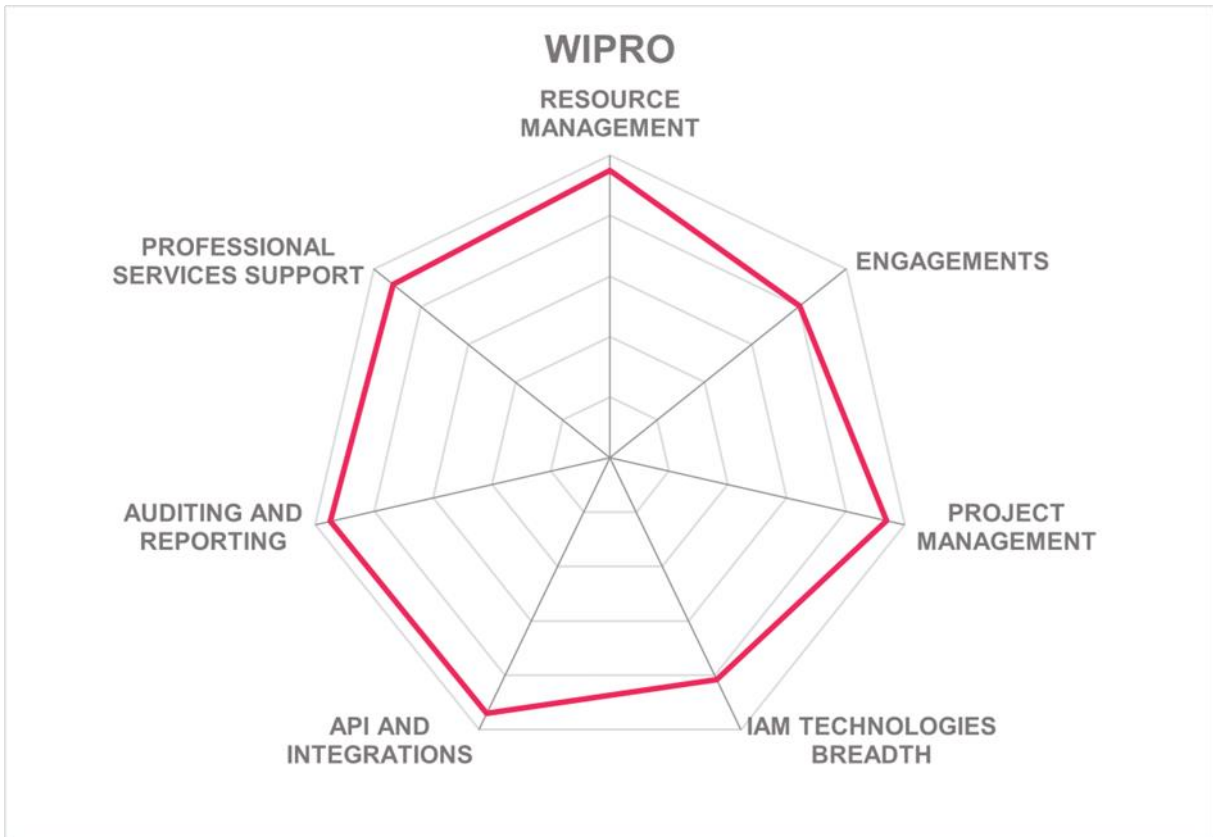 WIPRO
RESOURCE
MANAGEMENT
PROFESSIONAL
SERVICES SUPPORT
ENGAGEMENTS
AUDITING AND
REPORTING
PROJECT
MANAGEMENT
API AND
INTEGRATIONS
IAM TECHNOLOGIES
BREADTH